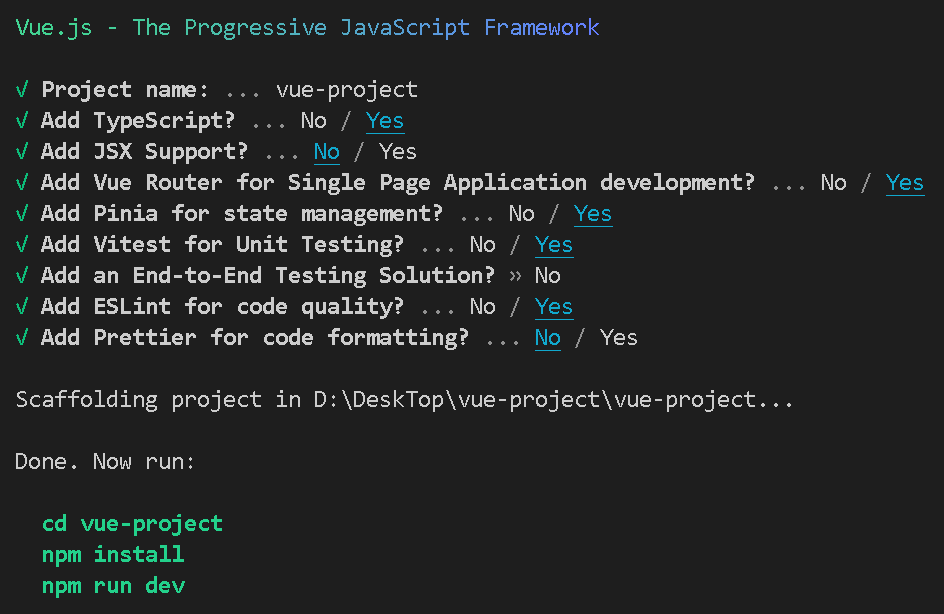 Vue.js - The Progressive JavaScript Framework
√ Project name: ... vue-project
√ Add TypeScript? ... No / Yes
√ Add JSX Support? ... No / Yes
√ Add Vue Router for Single Page Application development? ... No / Yes
√ Add Pinia for state management? ... No / Yes
√ Add Vitest for Unit Testing? ... No / Yes
√ Add an End-to-End Testing Solution? » No
√ Add ESLint for code quality? ... No / Yes
√ Add Prettier for code formatting? ... No / Yes
Scaffolding project in D:\DeskTop\vue-project\vue-project...
Done. Now run:
cd vue-project
npm install
npm run dev